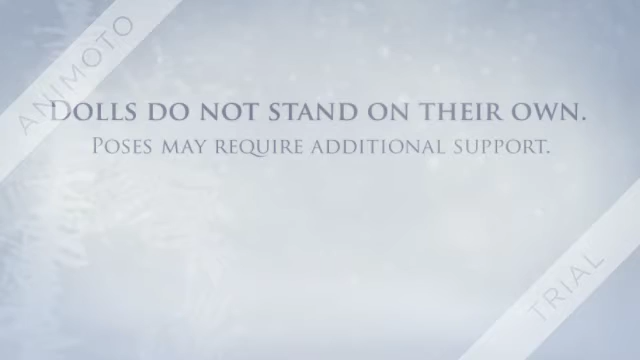 ANIMOTO
DOLLS DO NOT STAND ON THEIR OWN.
POSES MAY REQUIRE ADDITIONAL SUPPORT.
TRIAL